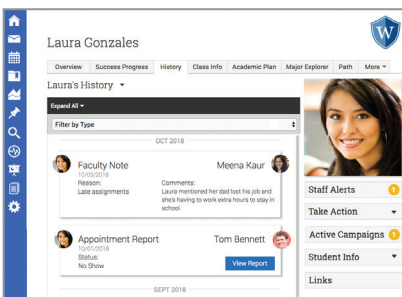 Laura Gonzales
Overview Success Progress History Class Info Academic Plan Major Explorer Path More
Laura's History
Expand All
Filter by Type
OCT 2018
Faculty Note Meena Kaur
10/03/2018
Reason: Comments:
Late assignments Laura mentioned her dad lost his job and
she's having to work extra hours to stay in
school.
Appointment Report Tom Bennett
10/01/2018
Status:
No Show View Report
SEPT 2018
W
Staff Alerts 1
Take Action
Active Campaigns 1
Student Info
Links